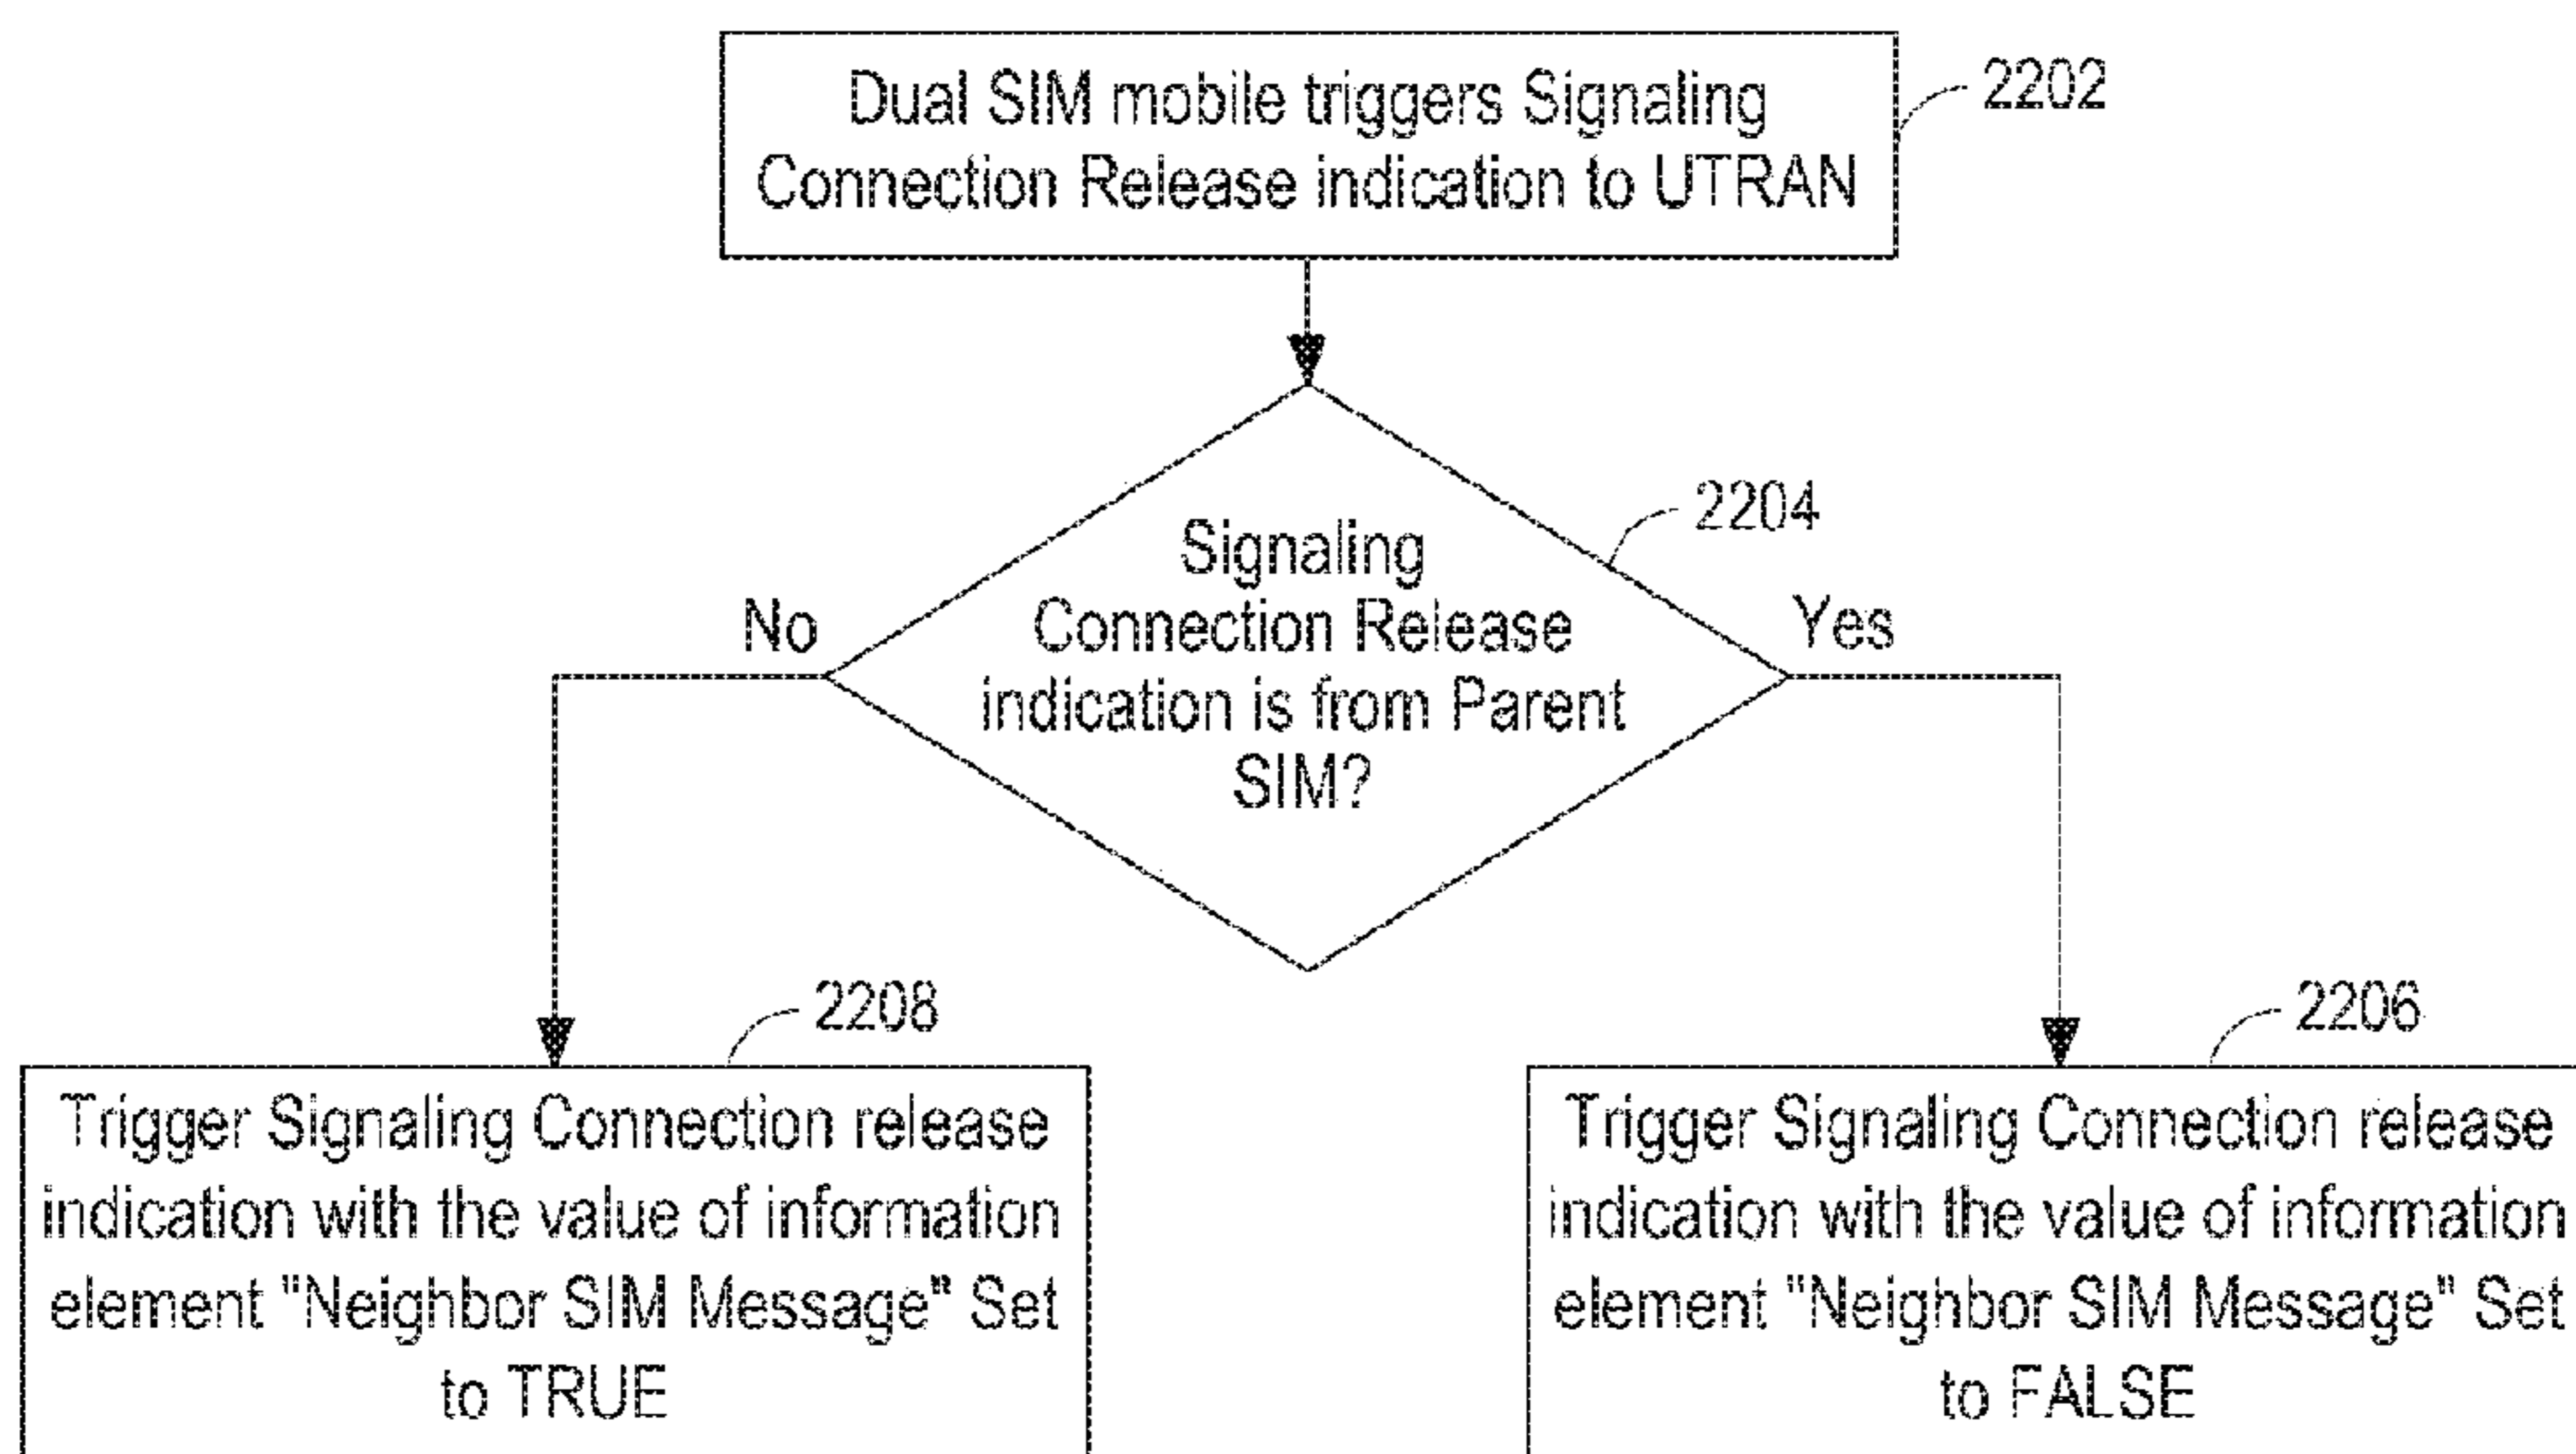 Dual SIM mobile triggers Signaling
Connection Release indication to UTRAN
2202
Signaling
Connection Release
indication is from Parent
SIM?
2204
No
Yes
2208
Trigger Signaling Connection release
indication with the value of information
element "Neighbor SIM Message" Set
to TRUE
2206
Trigger Signaling Connection release
indication with the value of information
element "Neighbor SIM Message" Set
to FALSE